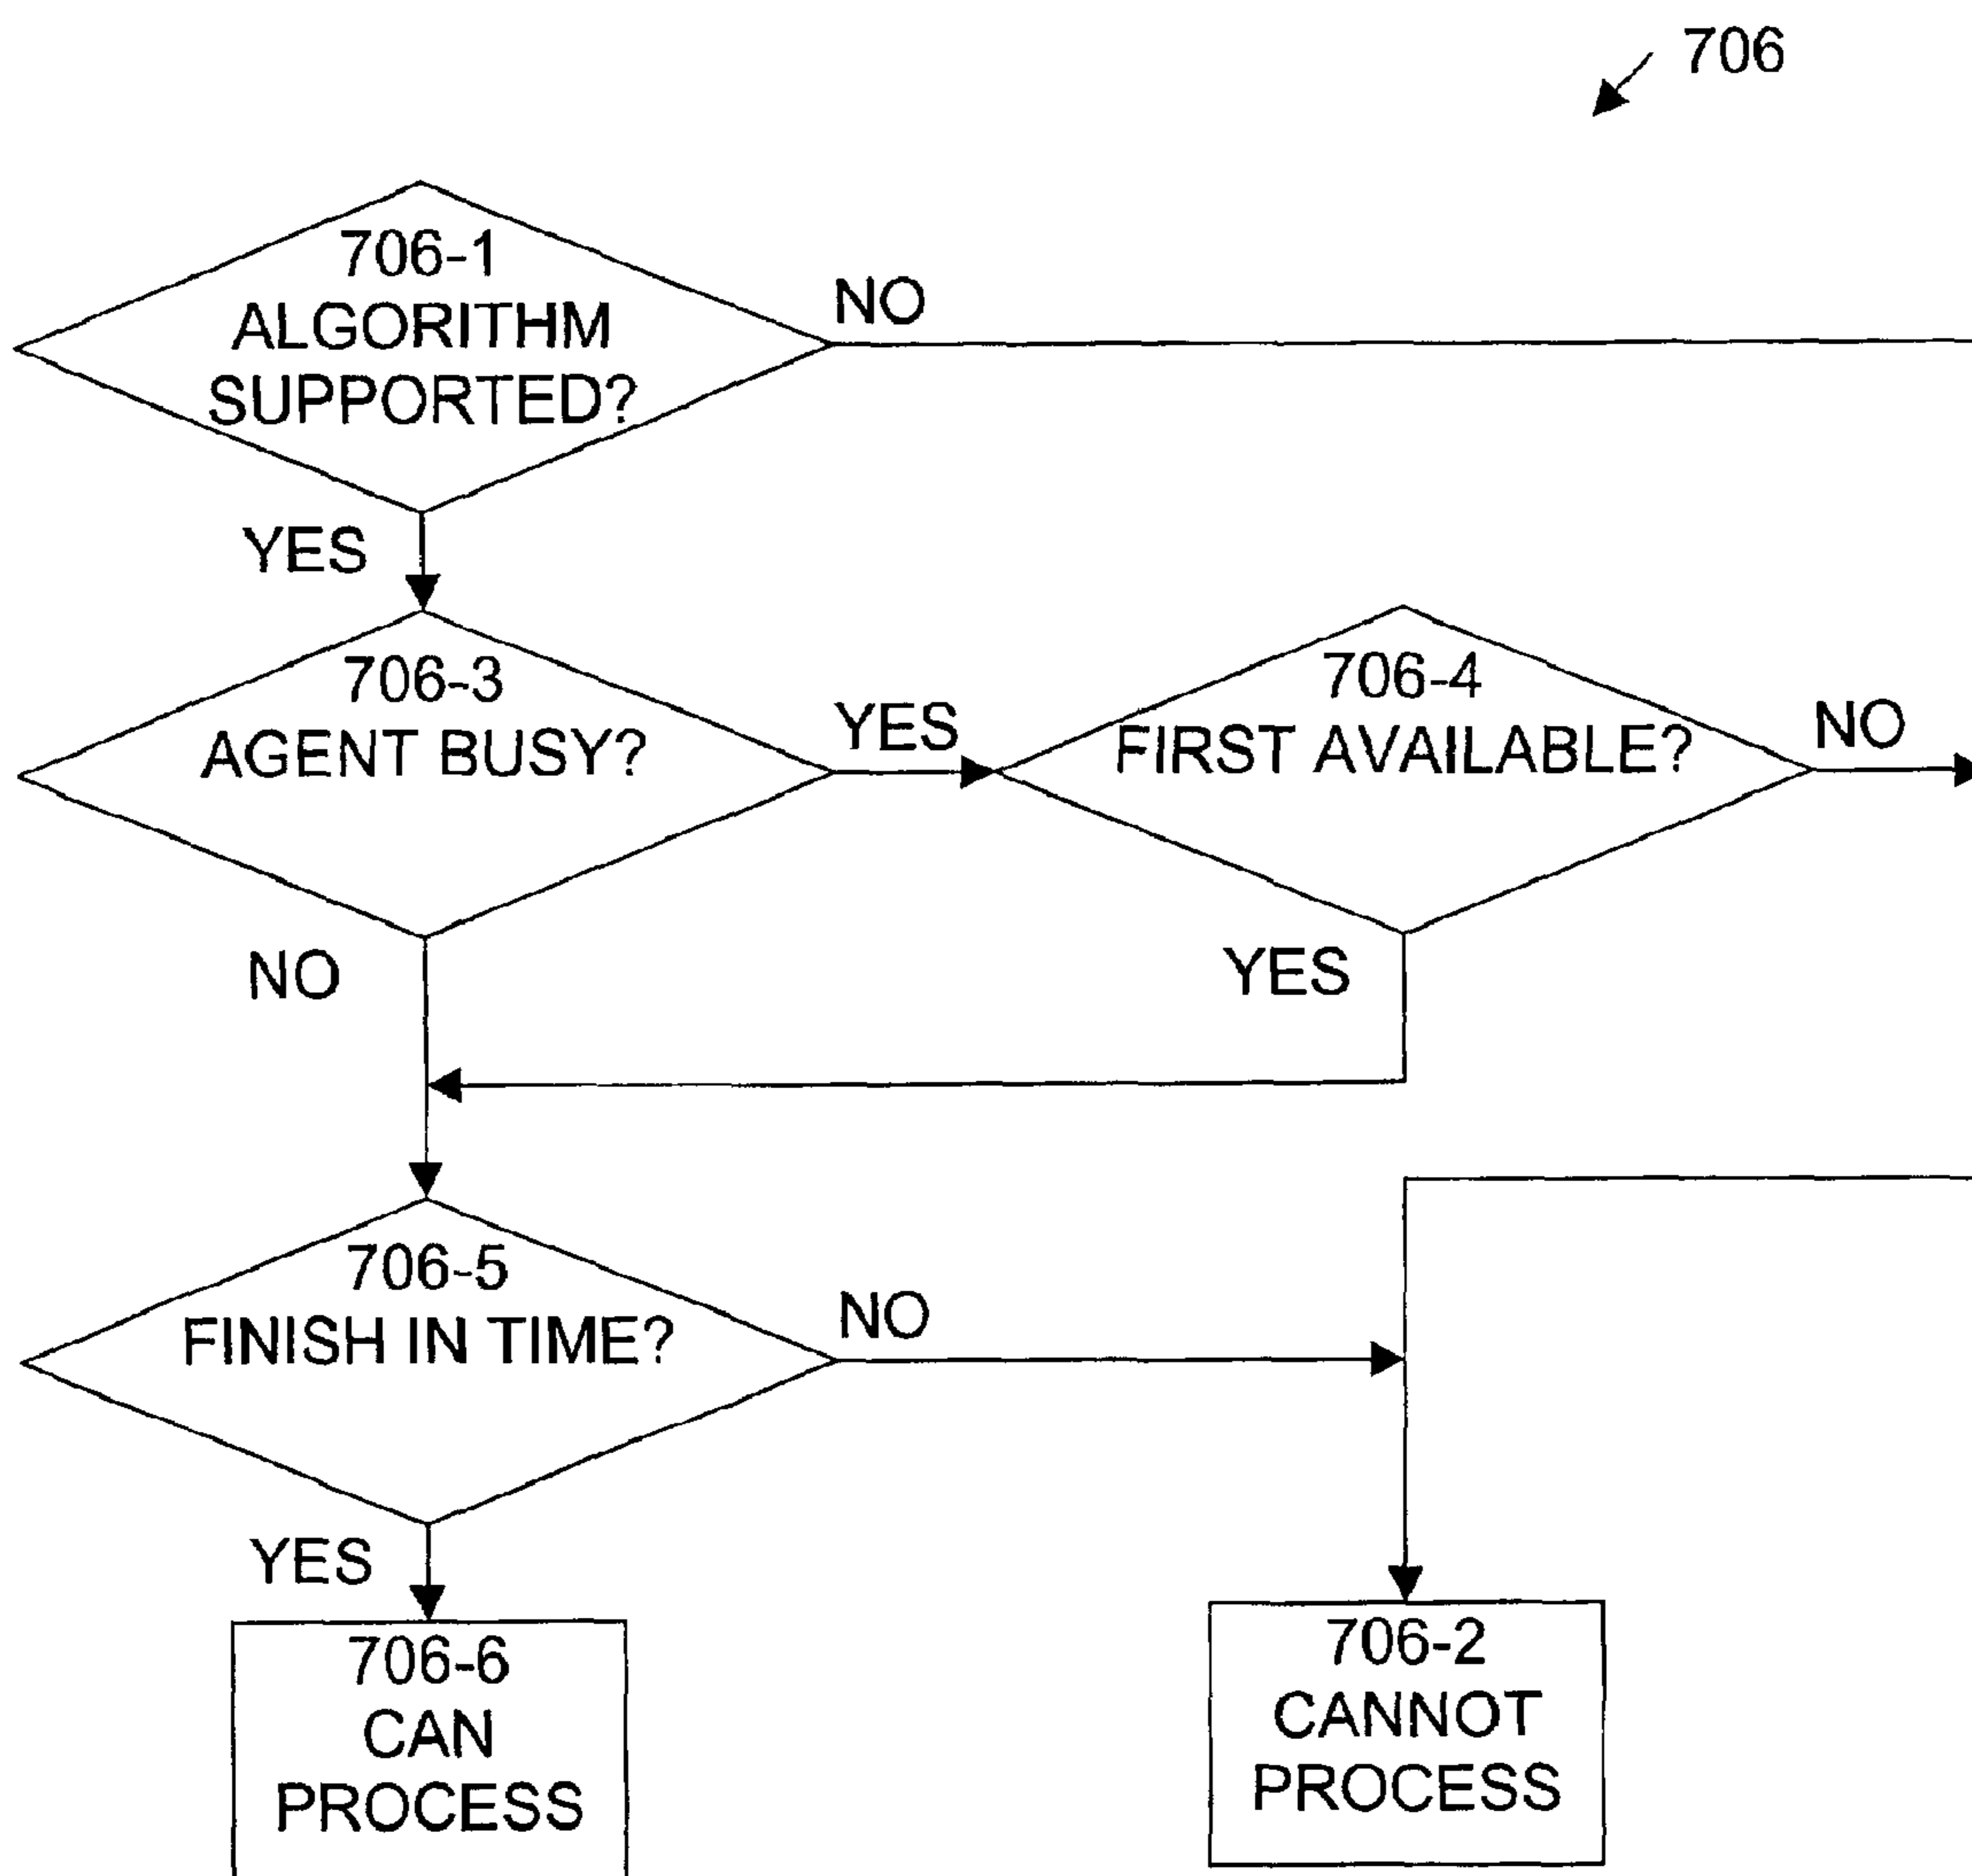 706
706-1
ALGORITHM
SUPPORTED?
NO
YES
706-3
AGENT BUSY?
YES
706-4
FIRST AVAILABLE?
NO
NO
YES
706-5
FINISH IN TIME?
NO
YES
706-6
CAN
PROCESS
706-2
CANNOT
PROCESS